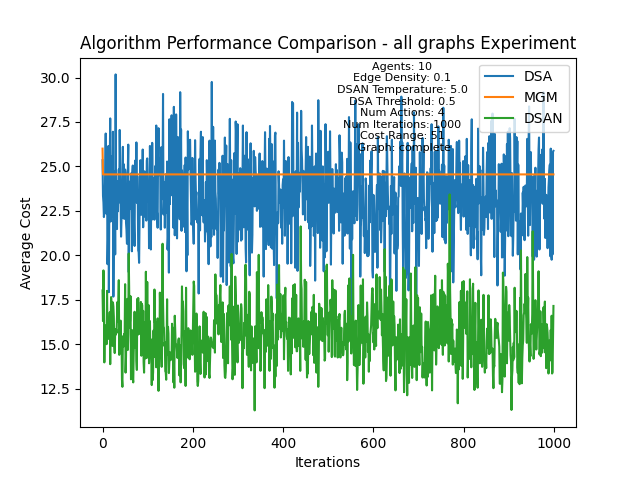 Algorithm Performance Comparison - all graphs Experiment
Agents: 10
Edge Density: 0.1
DSAN Temperature: 5.0
DSA Threshold: 0.5
Num Actions: 4
Num Iterations: 1000
Cost Range: 51
Graph: complete
DSA
MGM
DSAN
Average Cost
30.0
27.5
25.0
22.5
20.0
17.5
15.0
12.5
0 200 400 600 800 1000
Iterations